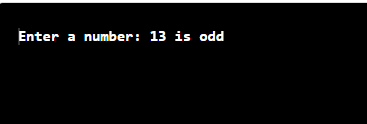 Enter a number: 13 is odd